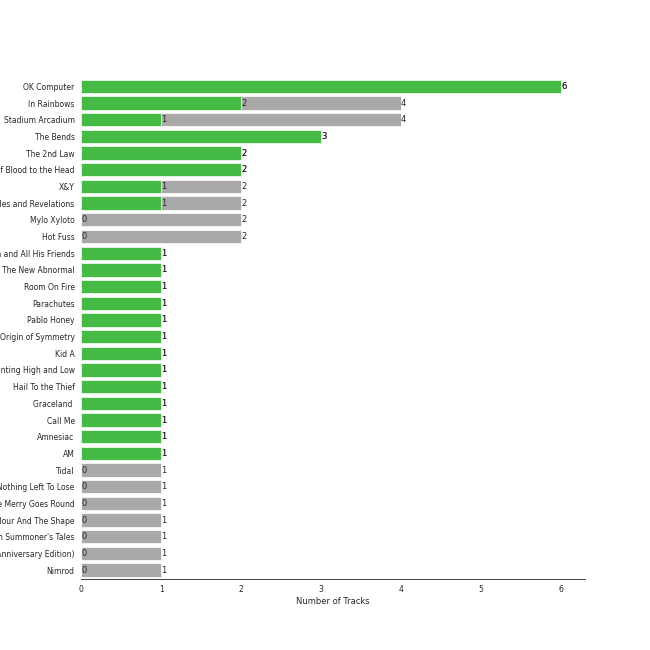 OK Computer 6
In Rainbows 2 4
Stadium Arcadium 1 4
The Bends 3
The 2nd Law 2
f Blood to the Head 2
X&Y 1 2
les and Revelations 1 2
Mylo Xyloto 0 2
Hot Fuss 0 2
and All His Friends 1
The New Abnormal 1
Room On Fire 1
Parachutes 1
Pablo Honey 1
Origin of Symmetry 1
Kid A 1
nting High and Low 1
Hail To the Thief 1
Graceland 1
Call Me 1
Amnesiac 1
AM 1
Tidal 0 1
Nothing Left To Lose 0 1
e Merry Goes Round 0 1
lour And The Shape 0 1
n Summoner's Tales 0 1
nniversary Edition) 0 1
Nimrod 0 1
0 1 2 3 4 5 6
Number of Tracks